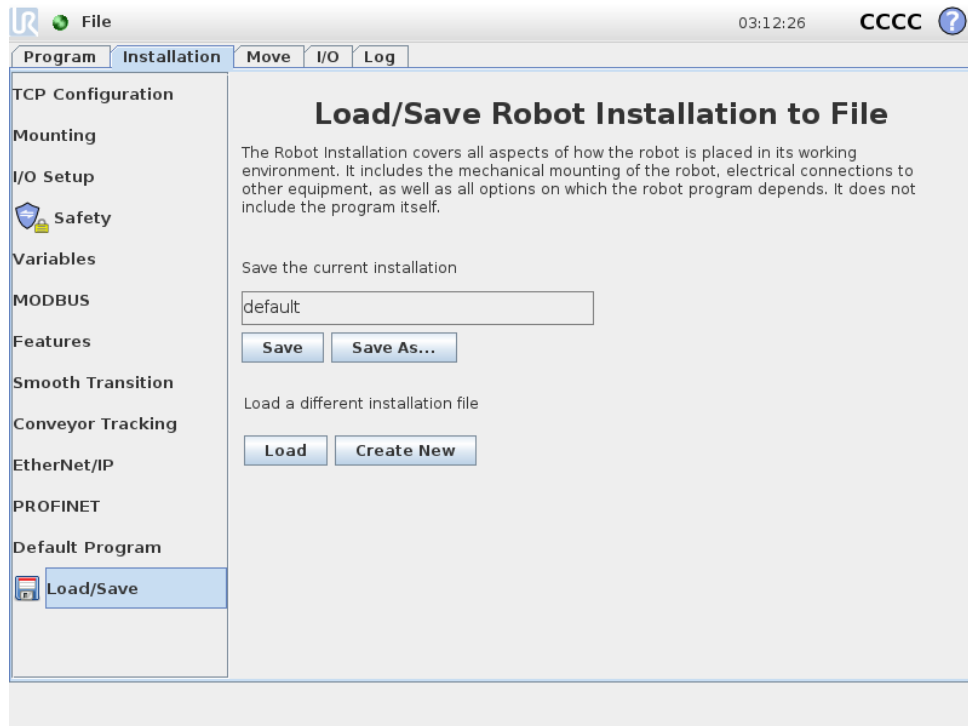 UR File 03:12:26 CCCC ?
Program Installation Move I/O Log
TCP Configuration
Mounting
I/O Setup
Safety
Variables
MODBUS
Features
Smooth Transition
Conveyor Tracking
EtherNet/IP
PROFINET
Default Program
Load/Save
Load/Save Robot Installation to File
The Robot Installation covers all aspects of how the robot is placed in its working
environment. It includes the mechanical mounting of the robot, electrical connections to
other equipment, as well as all options on which the robot program depends. It does not
include the program itself.
Save the current installation
default
Save Save As...
Load a different installation file
Load Create New